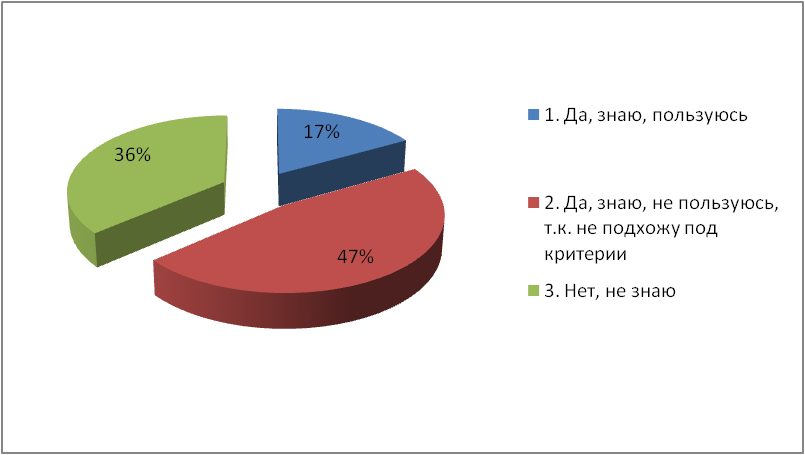 17%
36%
47%
1. Да, знаю, пользуюсь
2. Да, знаю, не пользуюсь,
т.к. не подхожу под
критерии
3. Нет, не знаю